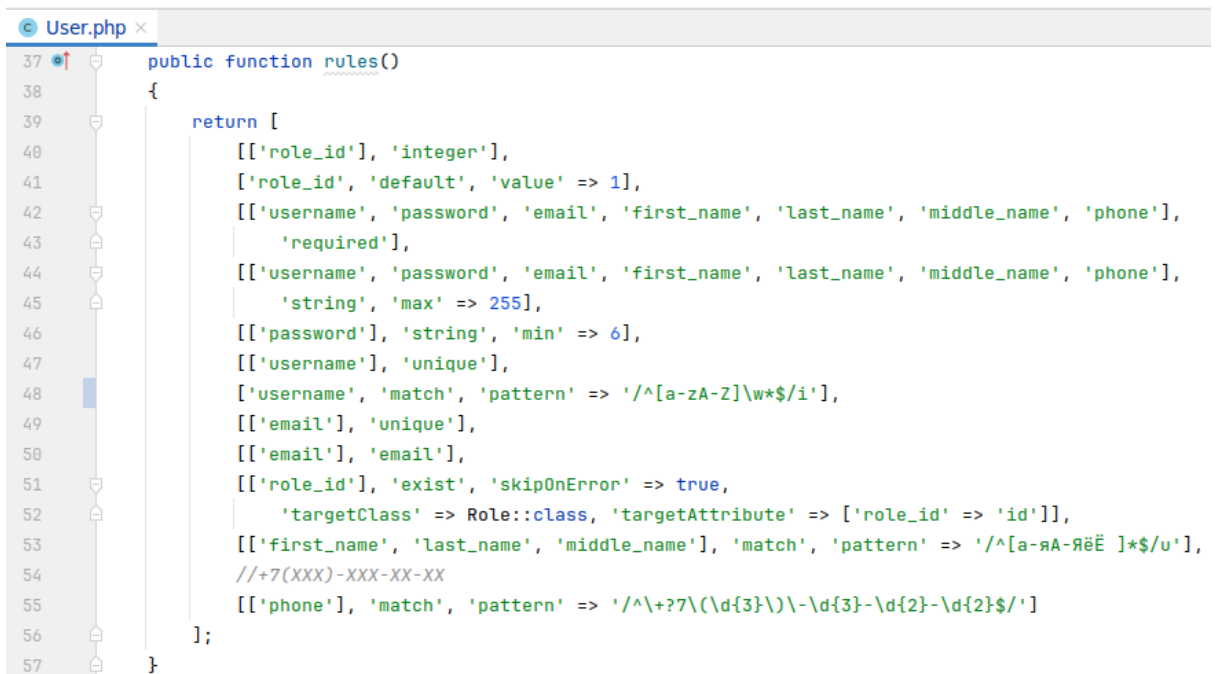 User.php
37 public function rules()
38 {
39 return [
40 [['role_id'], 'integer'],
41 ['role_id', 'default', 'value' => 1],
42 [['username', 'password', 'email', 'first_name', 'last_name', 'middle_name', 'phone'],
43 'required'],
44 [['username', 'password', 'email', 'first_name', 'last_name', 'middle_name', 'phone'],
45 'string', 'max' => 255],
46 [['password'], 'string', 'min' => 6],
47 [['username'], 'unique'],
48 ['username', 'match', 'pattern' => '/^[a-zA-Z]\w*$/i'],
49 [['email'], 'unique'],
50 [['email'], 'email'],
51 [['role_id'], 'exist', 'skipOnError' => true,
52 'targetClass' => Role::class, 'targetAttribute' => ['role_id' => 'id']],
53 [['first_name', 'last_name', 'middle_name'], 'match', 'pattern' => '/^[а-яА-ЯёЁ ]*$/u'],
54 //+7(XXX)-XXX-XX-XX
55 [['phone'], 'match', 'pattern' => '/^\+?7\(\d{3}\)\-\d{3}-\d{2}-\d{2}$/']
56 ];
57 }